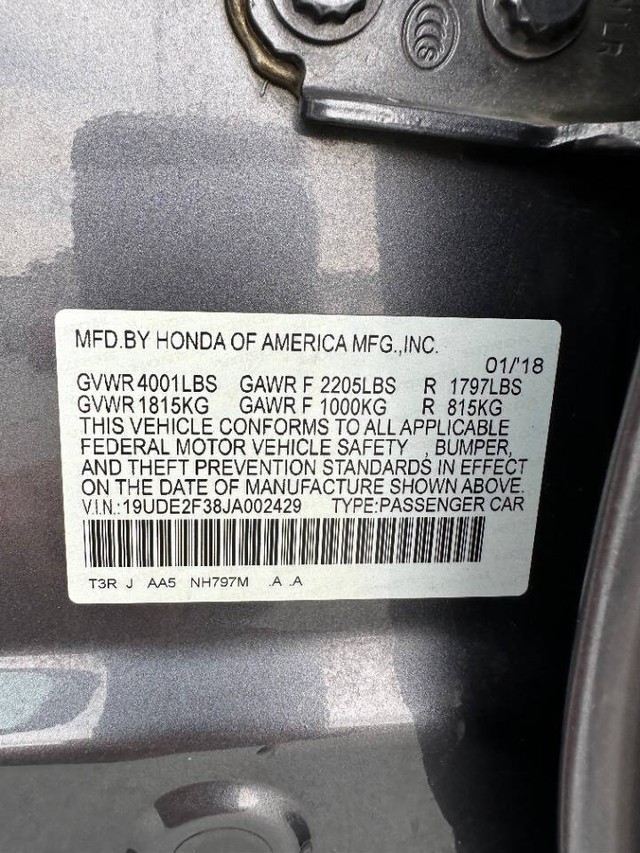 WLR
MFD.BY HONDA OF AMERICA MFG.,INC.
01/'18
GVWR 4001LBS GAWR F 2205LBS R 1797LBS
GVWR 1815KG GAWR F 1000KG R 815KG
THIS VEHICLE CONFORMS TO ALL APPLICABLE
FEDERAL MOTOR VEHICLE SAFETY , BUMPER,
AND THEFT PREVENTION STANDARDS IN EFFECT
ON THE DATE OF MANUFACTURE SHOWN ABOVE.
V.I.N.:19UDE2F38JA002429 TYPE:PASSENGER CAR
T3R J AA5 NH797M .A .A